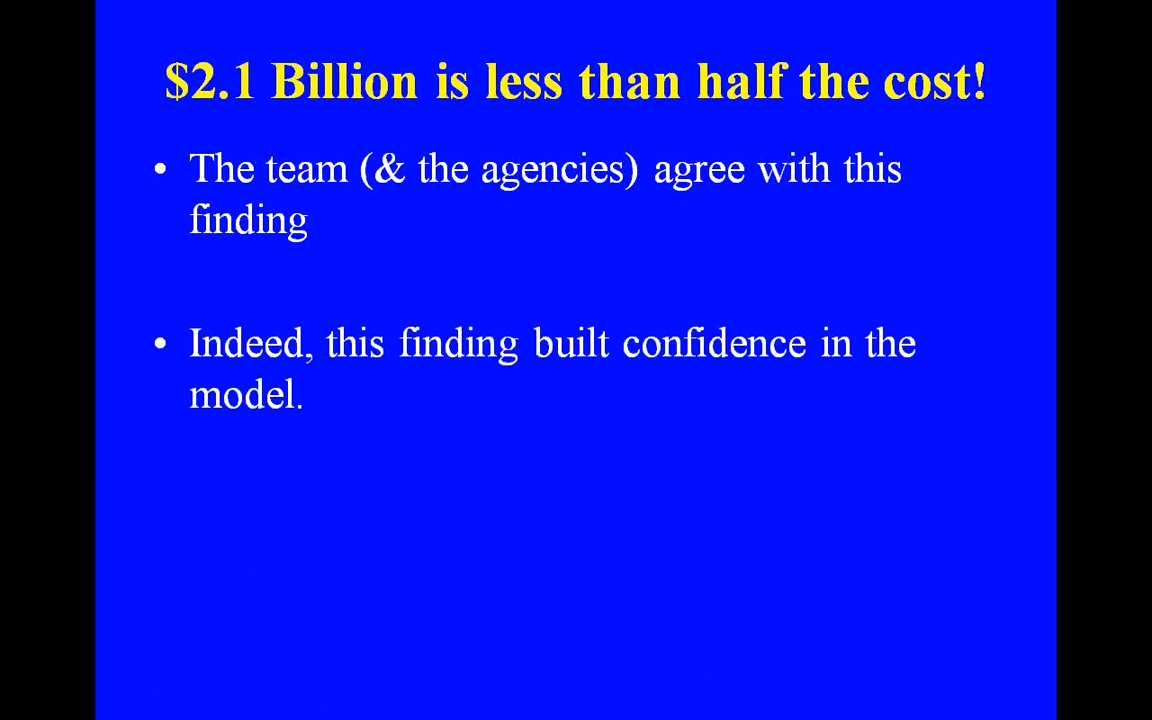 $2.1 Billion is less than half the cost!
• The team (& the agencies) agree with this
finding
• Indeed, this finding built confidence in the
model.